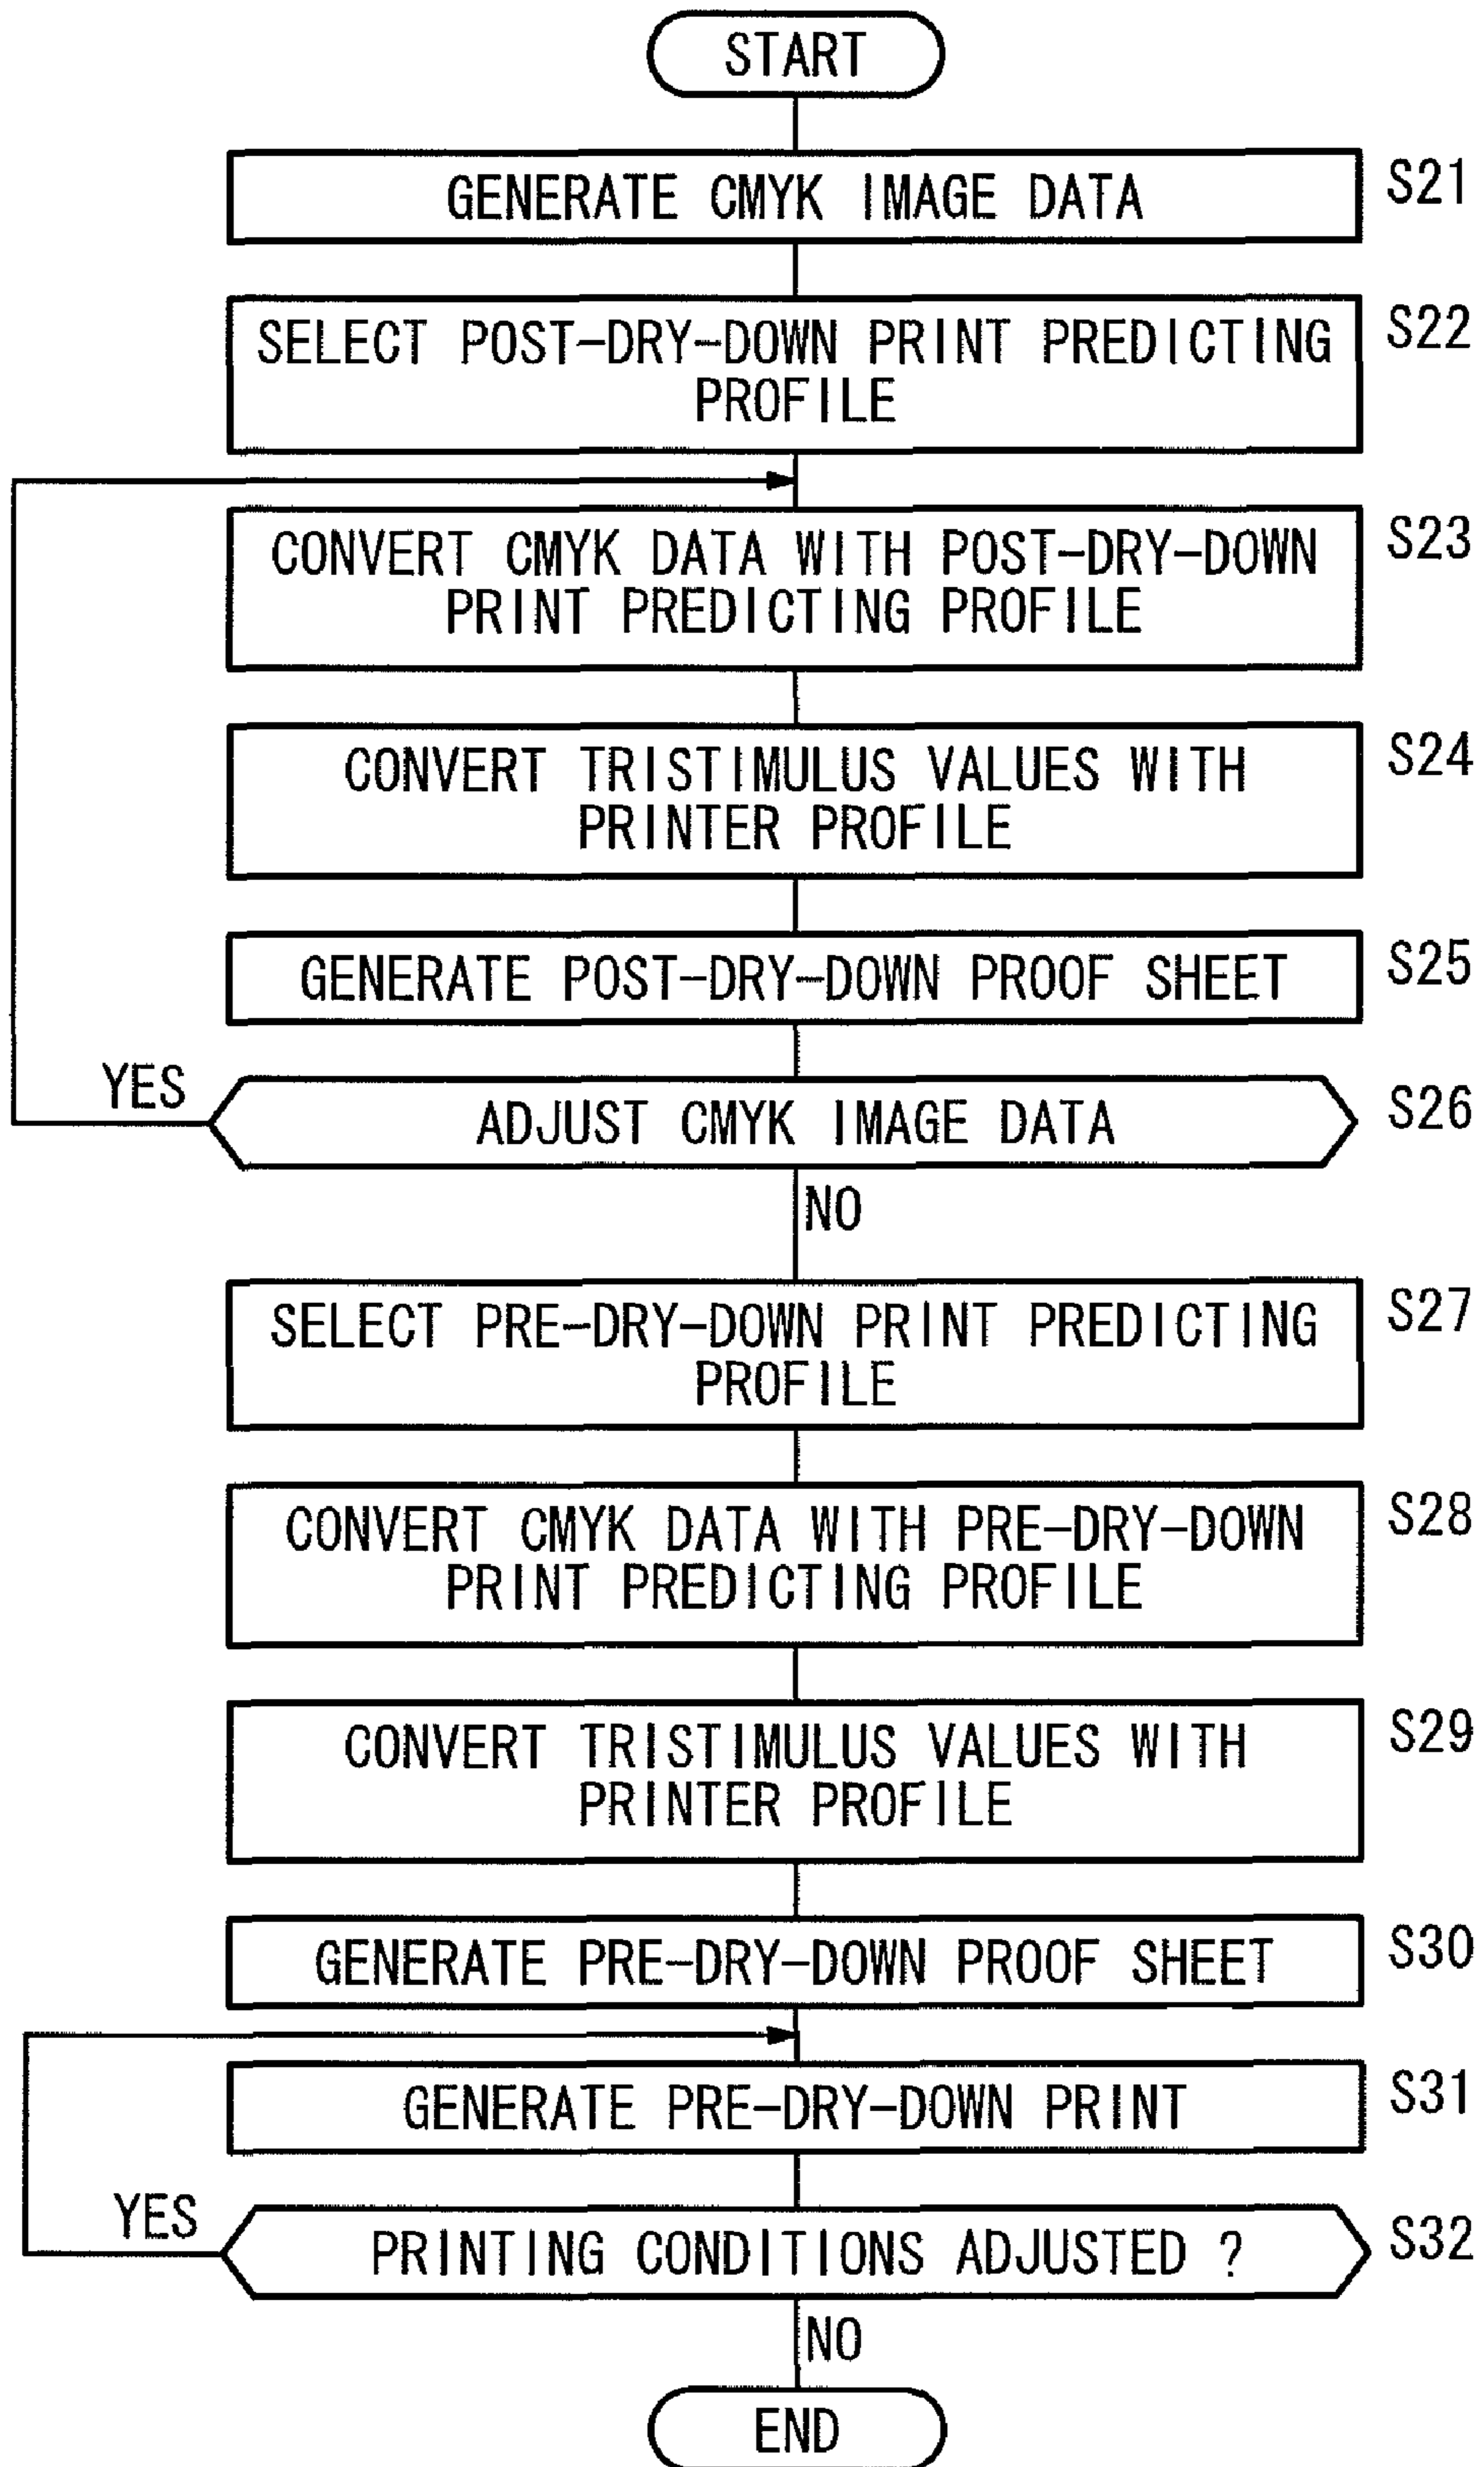 START
GENERATE CMYK IMAGE DATA
S21
SELECT POST-DRY-DOWN PRINT PREDICTING
PROFILE
S22
CONVERT CMYK DATA WITH POST-DRY-DOWN
PRINT PREDICTING PROFILE
S23
CONVERT TRISTIMULUS VALUES WITH
PRINTER PROFILE
S24
GENERATE POST-DRY-DOWN PROOF SHEET
S25
YES
ADJUST CMYK IMAGE DATA
S26
NO
SELECT PRE-DRY-DOWN PRINT PREDICTING
PROFILE
S27
CONVERT CMYK DATA WITH PRE-DRY-DOWN
PRINT PREDICTING PROFILE
S28
CONVERT TRISTIMULUS VALUES WITH
PRINTER PROFILE
S29
GENERATE PRE-DRY-DOWN PROOF SHEET
S30
GENERATE PRE-DRY-DOWN PRINT
S31
YES
PRINTING CONDITIONS ADJUSTED ?
S32
NO
END